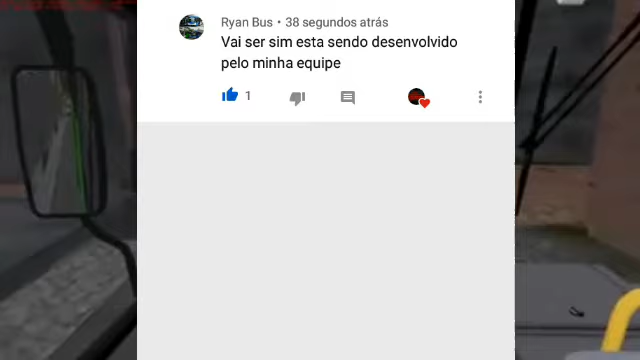 Ryan Bus • 38 segundos atrás
Vai ser sim esta sendo desenvolvido
pelo minha equipe
1